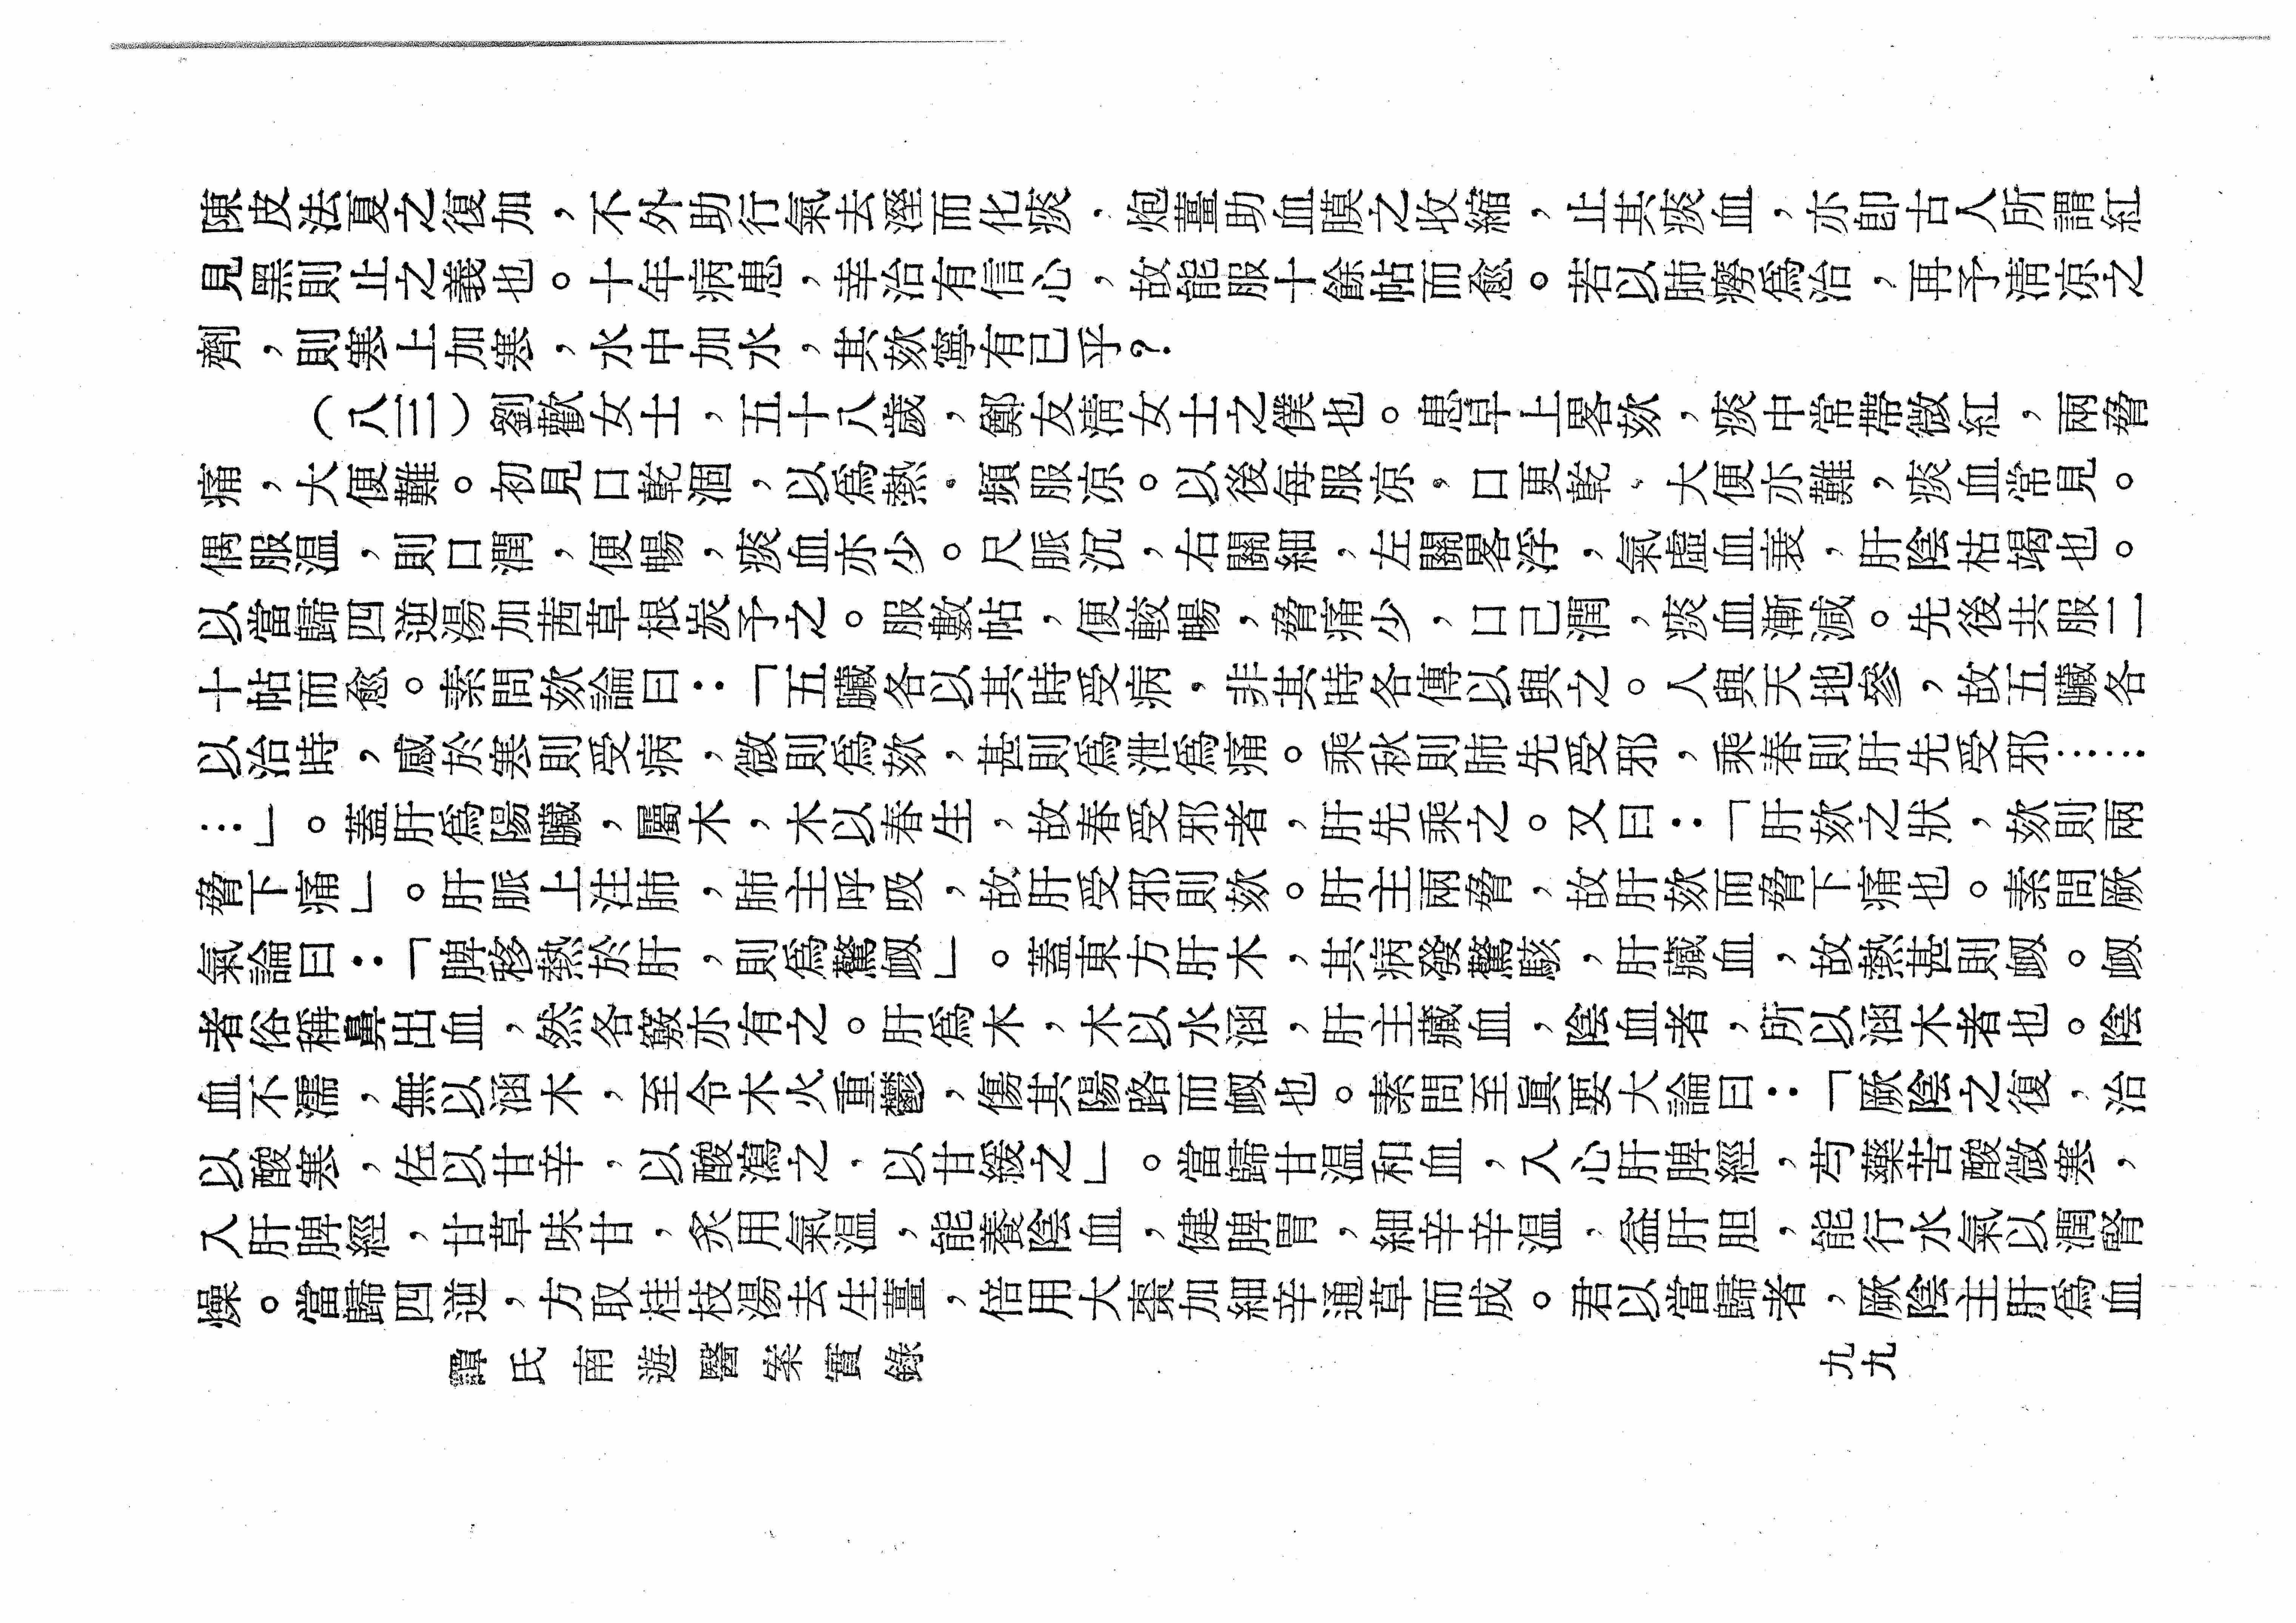 陳皮法夏之復加，不外助行氣去溼而化痰，炮薑助血膜之收縮，止其痰血，亦卽古人所謂紅
見黑則止之義也。十年病患，幸治有信心，故能服十餘帖而愈。若以肺癆爲治，再予淸凉之
劑，則寒上加寒，水中加水，其欬寧有已乎？
（八三）劉歡女士，五十八歲，鄭友淸女士之僕也。患早上畧欬，痰中常帶微紅，兩脅
痛，大便難。初見口乾涸，以爲熱。頻服凉。以後每服凉，口更乾，大便亦難，痰血常見。
偶服温，則口潤，便暢，痰血亦少。尺脈沉，右關細，左關畧浮，氣虛血衰，肝陰枯竭也。
以當歸四逆湯加茜草根炭予之。服數帖，便較暢，脅痛少，口己潤，痰血漸減。先後共服二
十帖而愈。素問欬論曰：「五臟各以其時受病，非其時各傳以與之。人與天地參，故五臟各
以治時，感於寒則受病，微則爲欬，甚則爲泄爲痛。乘秋則肺先受邪，乘春則肝先受邪……
…」。蓋肝爲陽臟，屬木，木以春生，故春受邪者，肝先乘之。又曰：「肝欬之狀，欬則兩
脅下痛」。肝脈上注肺，肺主呼吸，故肝受邪則欬。肝主兩脅，故肝欬而脅下痛也。素問厥
氣論曰：「脾移熱於肝，則爲驚衂」。蓋東方肝木，其病發驚駭，肝藏血，故熱甚則衂。衂
者俗稱鼻出血，然各竅亦有之。肝爲木，木以水涵，肝主藏血，陰血者，所以涵木者也。陰
血不濡，無以涵木，至令木火重鬱，傷其陽路而衂也。素問至眞要大論曰：「厥陰之復，治
以酸寒，佐以甘辛，以酸瀉之，以甘緩之」。當歸甘温和血，入心肝脾經，芍藥苦酸微寒，
入肝脾經，甘草味甘，炙用氣温，能養陰血，健脾胃，細辛辛温，益肝胆，能行水氣以潤腎
燥。當歸四逆，方取桂枝湯去生薑，倍用大棗加細辛通草而成。君以當歸者，厥陰主肝爲血
譚氏南遊醫案實錄
九九